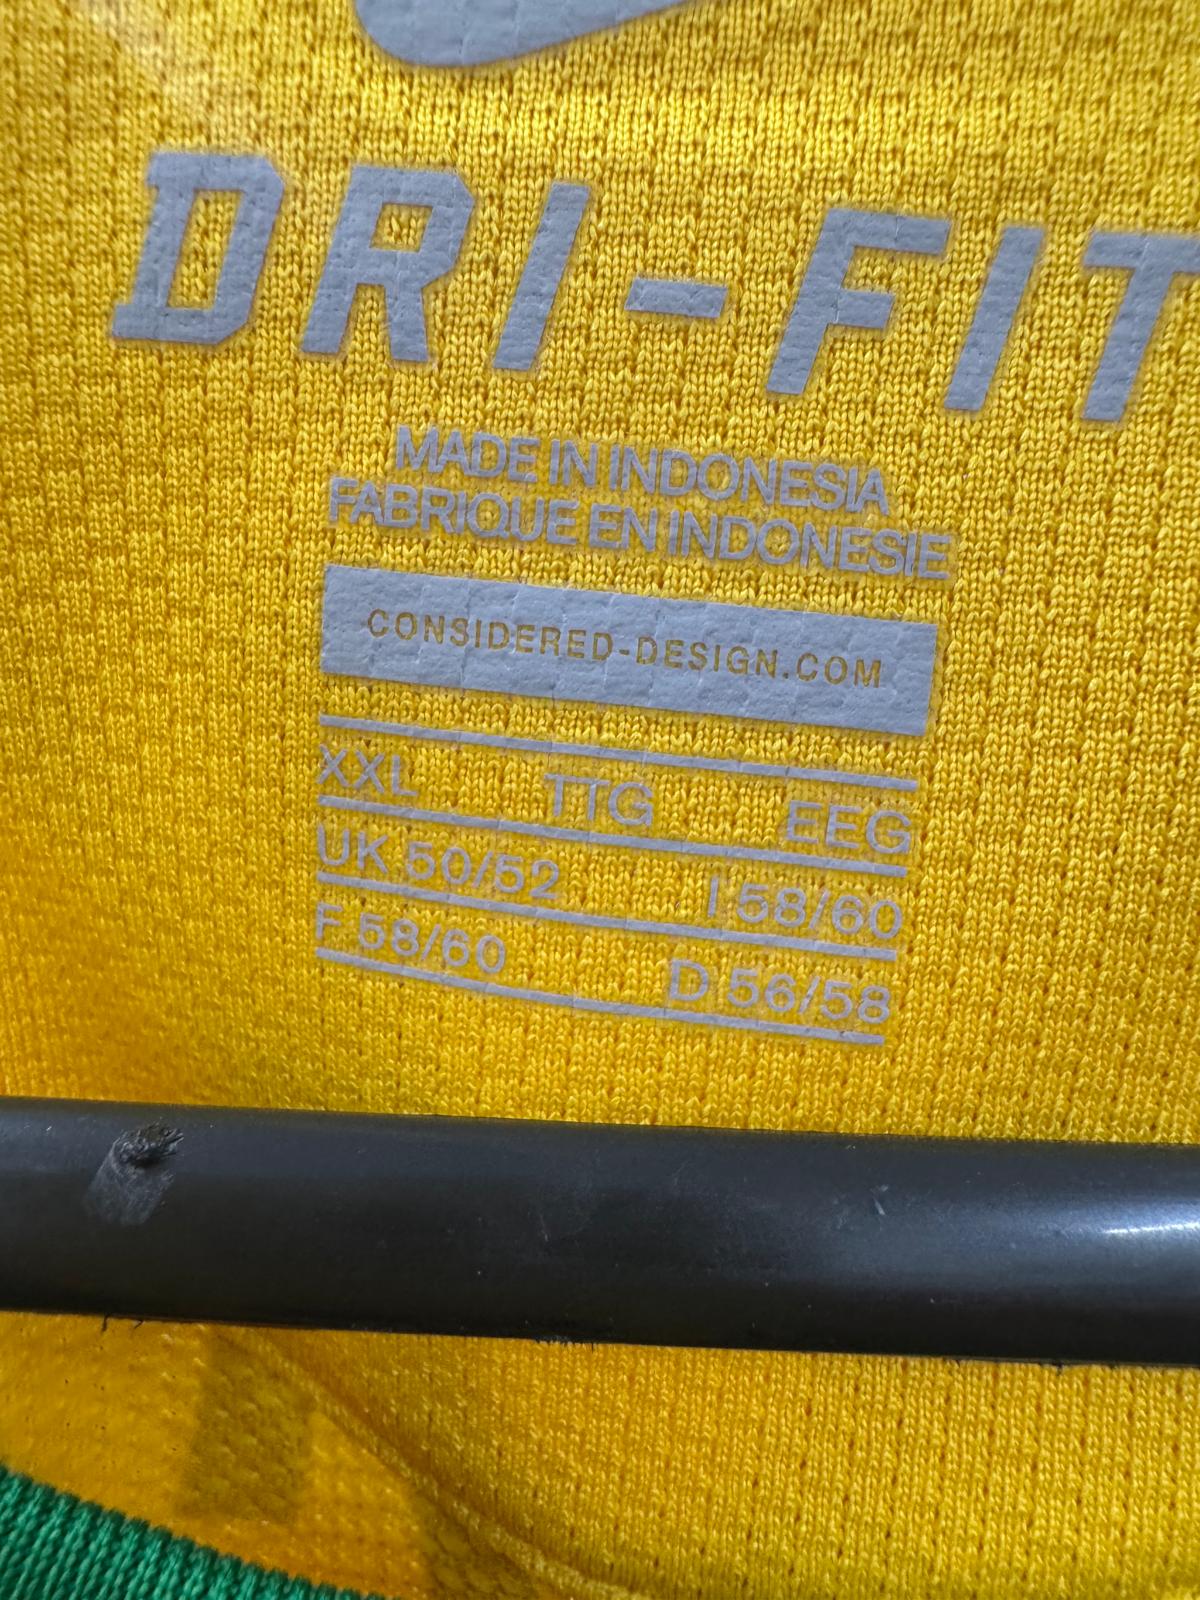 DRI-FIT
MADE IN INDONESIA
FABRIQUE EN INDONESIE
CONSIDERED-DESIGN.COM
XXL TTG EEG
UK 50/52 I 58/60
F 58/60 D 56/58